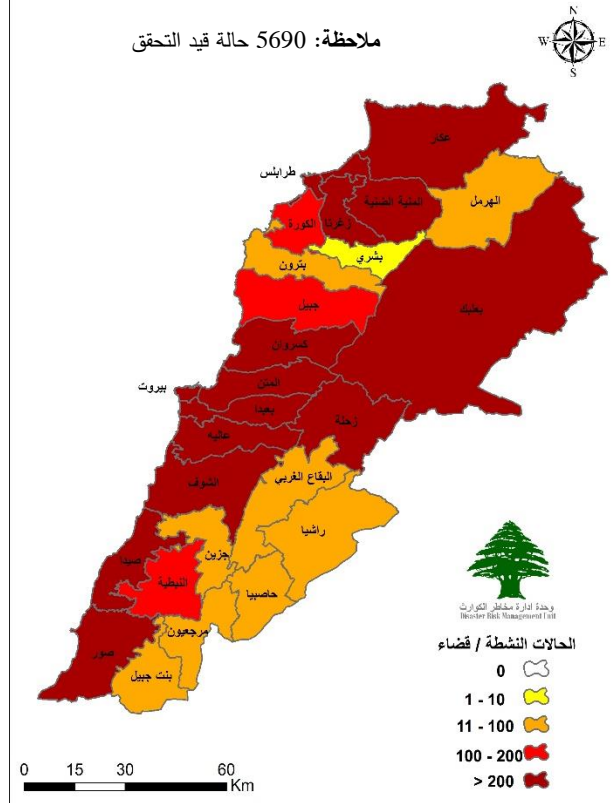 ملاحظة: 5690 حالة قيد التحقق
N
W E
S
عكار
طرابلس
المنية الضنية
الهرمل
زغرتا
الكورة
بشري
بترون
بعلبك
جبيل
كسروان
المتن
بيروت
بعبدا
زحلة
عاليه
الشوف
البقاع الغربي
راشيا
جزين
صيدا
النبطية
حاصبيا
مرجعيون
صور
بنت جبيل
وحدة ادارة مخاطر الكوارث
Disaster Risk Management Unit
الحالات النشطة / قضاء
0
1 - 10
11 - 100
100 - 200
> 200
0 15 30 60
Km